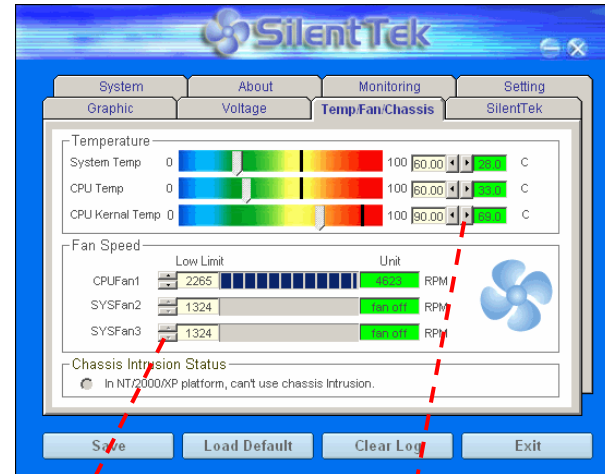 SilentTek
System About Monitoring Setting
Graphic Voltage Temp/Fan/Chassis SilentTek
Temperature
System Temp 0 100 60.00 28.0 C
CPU Temp 0 100 60.00 33.0 C
CPU Kernal Temp 0 100 90.00 69.0 C
Fan Speed
Low Limit Unit
CPUFan1 2265 4623 RPM
SYSFan2 1324 fan off RPM
SYSFan3 1324 fan off RPM
Chassis Intrusion Status
In NT/2000/XP platform, can't use chassis Intrusion.
Save Load Default Clear Log Exit